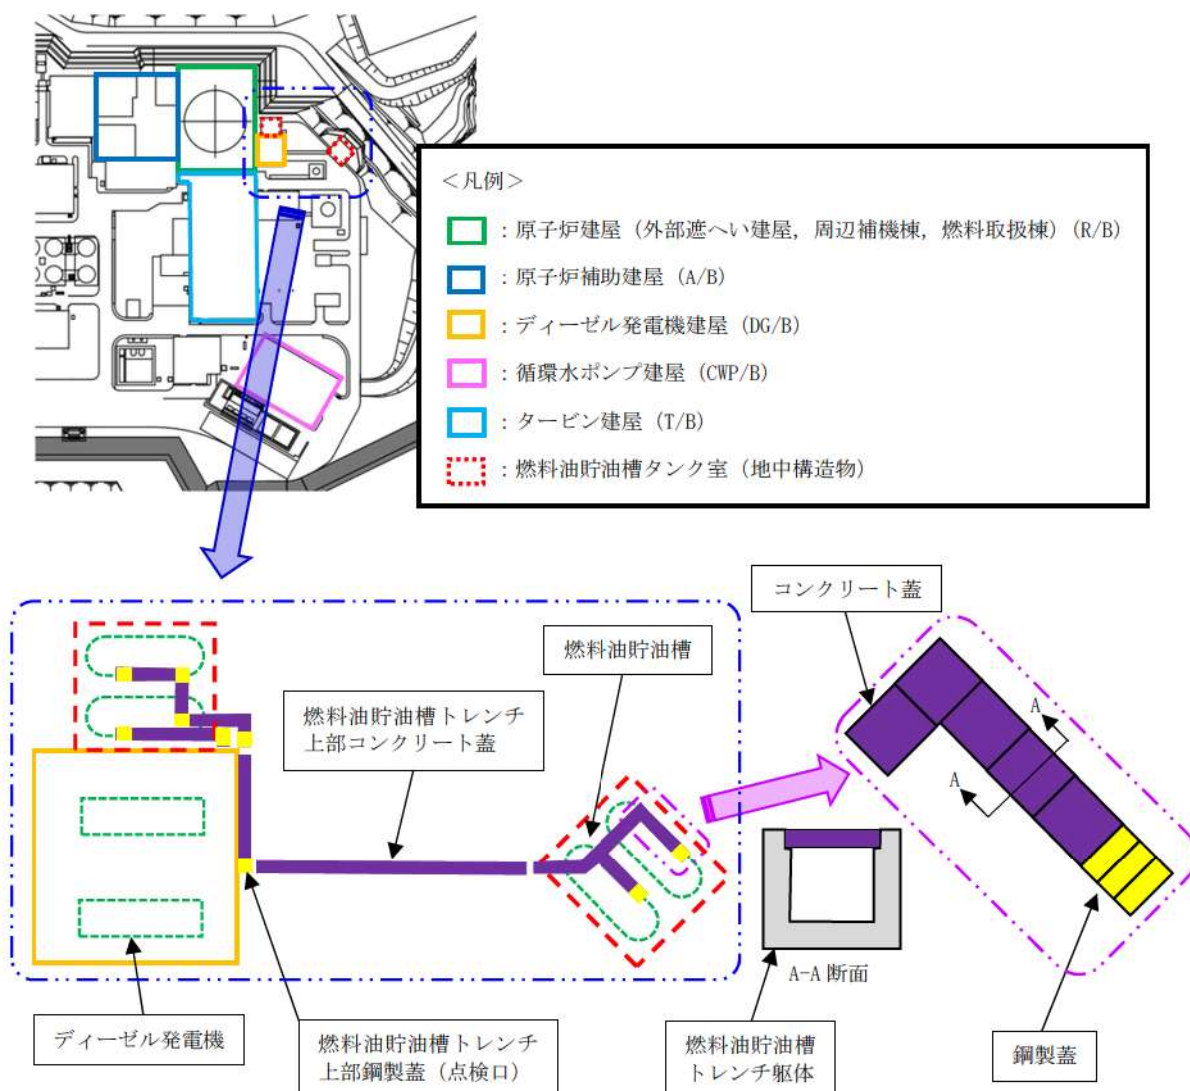 <凡例>
:原子炉建屋(外部遮へい建屋,周辺補機棟,燃料取扱棟)(R/B)
:原子炉補助建屋(A/B)
:ディーゼル発電機建屋(DG/B)
:循環水ポンプ建屋(CWP/B)
:タービン建屋(T/B)
:燃料油貯油槽タンク室(地中構造物)
コンクリート蓋
燃料油貯油槽
燃料油貯油槽トレンチ
上部コンクリート蓋
A
A
A-A 断面
ディーゼル発電機
燃料油貯油槽トレンチ
上部鋼製蓋(点検口)
燃料油貯油槽
トレンチ躯体
鋼製蓋